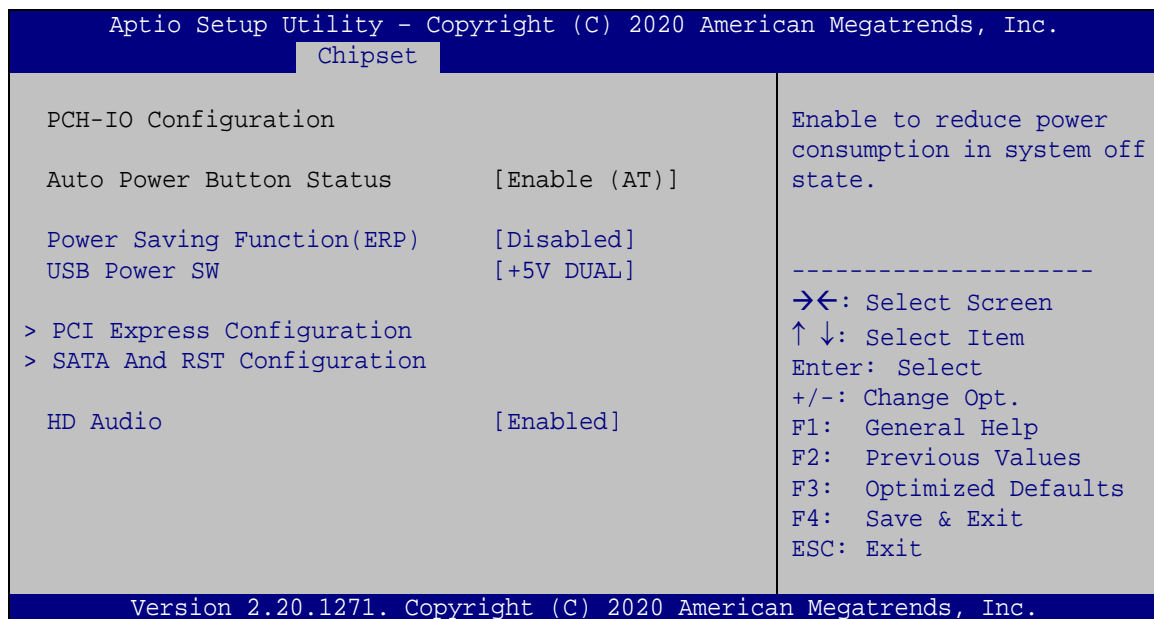 Aptio Setup Utility – Copyright (C) 2020 American Megatrends, Inc.
Chipset
PCH-IO Configuration
Auto Power Button Status [Enable (AT)]
Power Saving Function(ERP) [Disabled]
USB Power SW [+5V DUAL]
> PCI Express Configuration
> SATA And RST Configuration
HD Audio [Enabled]
Enable to reduce power
consumption in system off
state.
---------------------
→←: Select Screen
↑ ↓: Select Item
Enter: Select
+/-: Change Opt.
F1: General Help
F2: Previous Values
F3: Optimized Defaults
F4: Save & Exit
ESC: Exit
Version 2.20.1271. Copyright (C) 2020 American Megatrends, Inc.